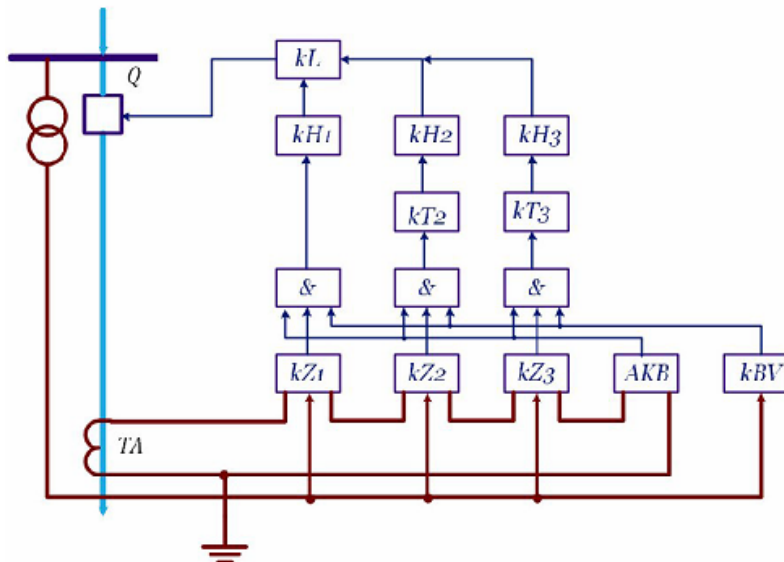 kL
Q
kH1 kH2 kH3
kT2 kT3
& & &
kZ1 kZ2 kZ3 AKB kBV
TA